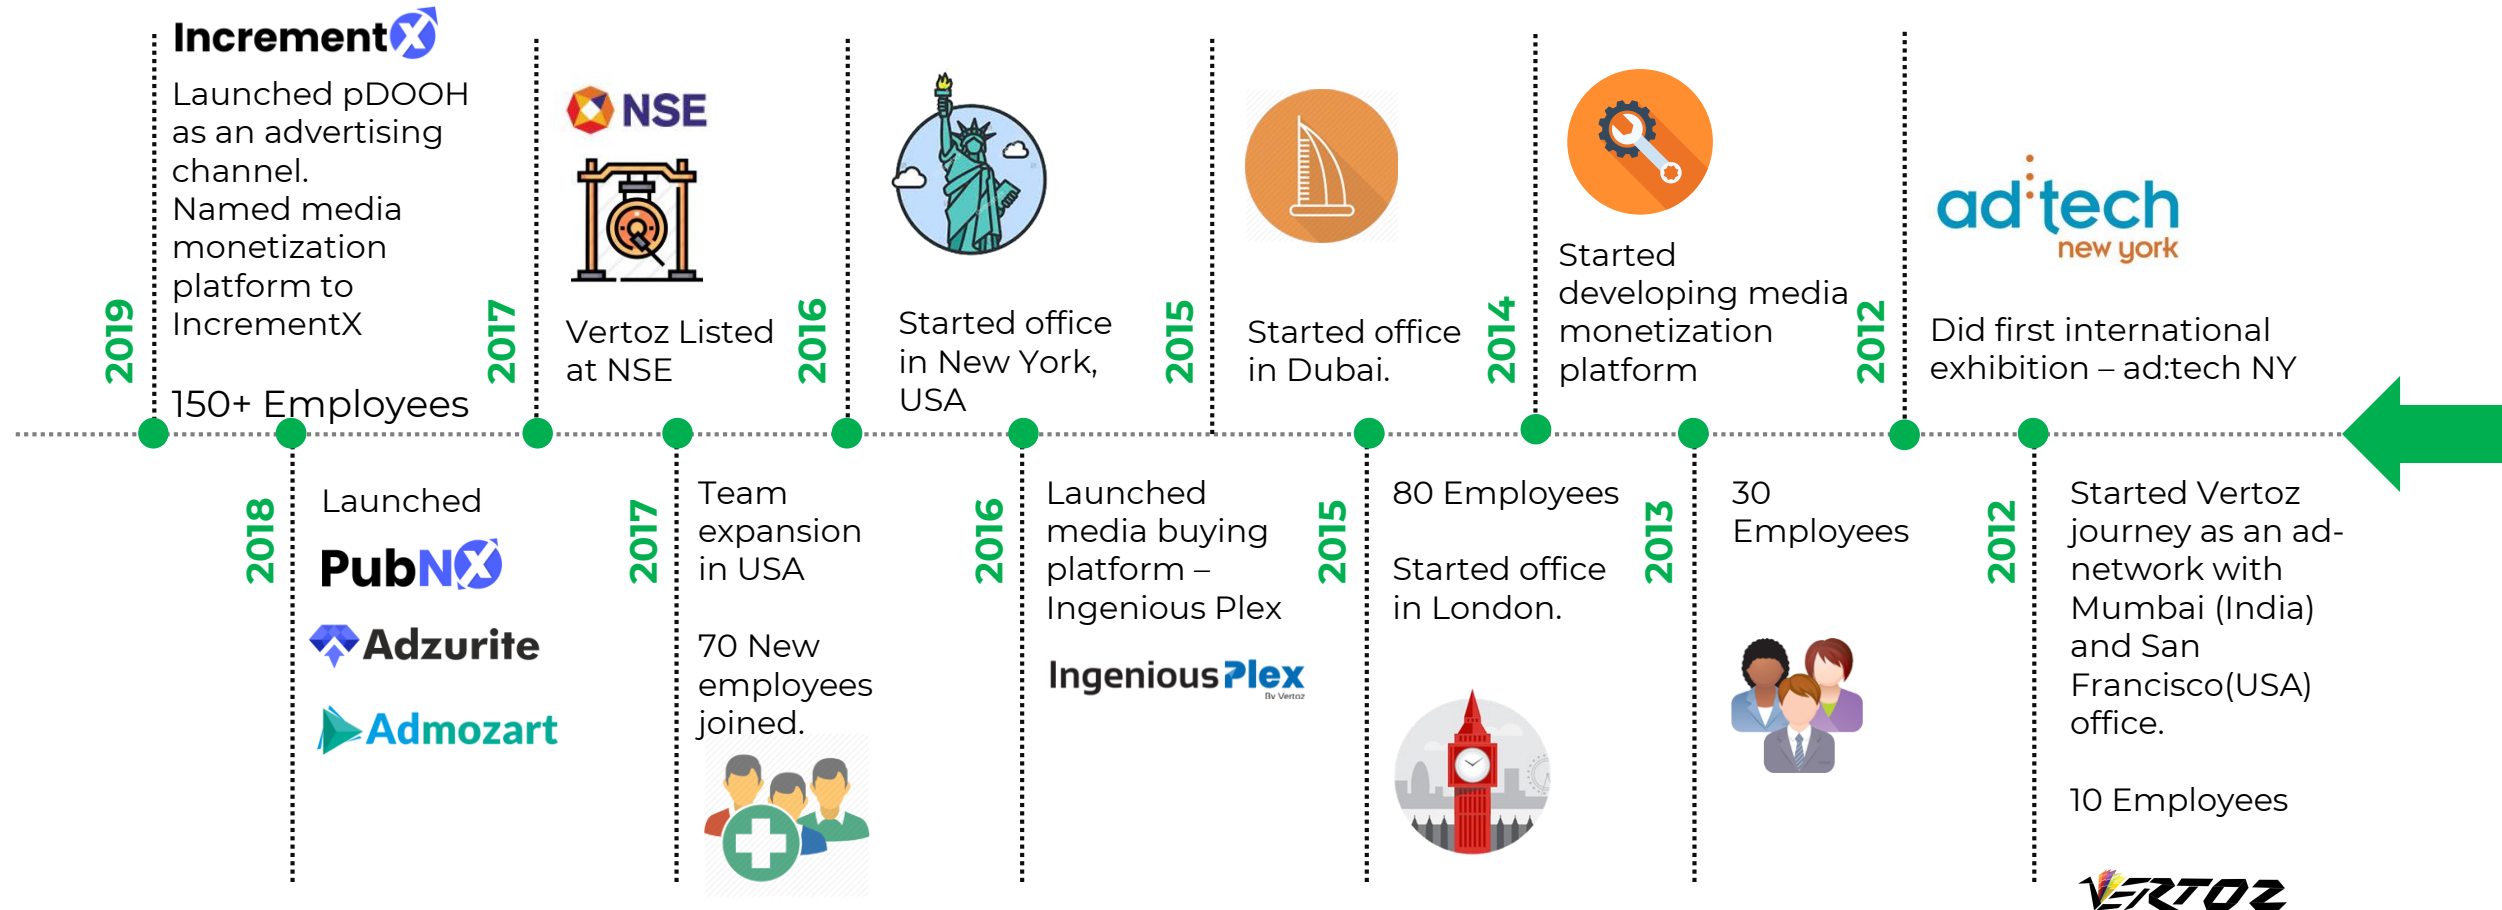 IncrementX
Launched pDOOH
as an advertising
channel.
Named media
monetization
platform to
IncrementX
150+ Employees
2019
NSE
Vertoz Listed
at NSE
2017
Started office
in New York,
USA
2016
Started office
in Dubai.
2015
Started
developing media
monetization
platform
2014
ad:tech
new york
Did first international
exhibition – ad:tech NY
2012
2018
Launched
PubNX
Adzurite
Admozart
2017
Team
expansion
in USA
70 New
employees
joined.
2016
Launched
media buying
platform –
Ingenious Plex
Ingenious Plex
By Vertoz
2015
80 Employees
Started office
in London.
2013
30
Employees
2012
Started Vertoz
journey as an ad-
network with
Mumbai (India)
and San
Francisco(USA)
office.
10 Employees
VERTOZ